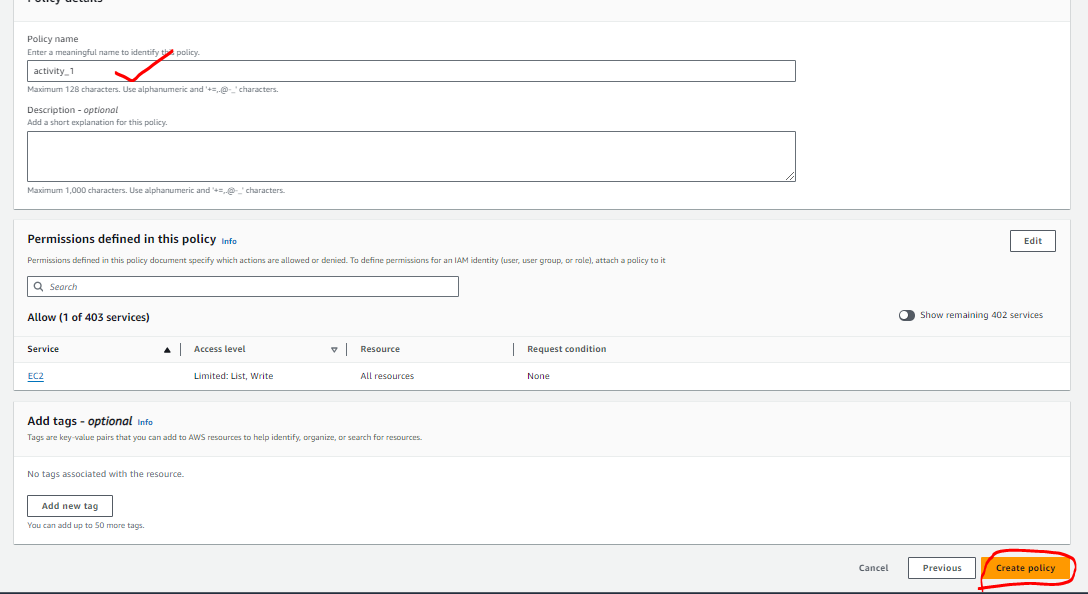 Policy details
Policy name
Enter a meaningful name to identify this policy.
activity_1
Maximum 128 characters. Use alphanumeric and '+=,.@-_' characters.
Description - optional
Add a short explanation for this policy.
Maximum 1,000 characters. Use alphanumeric and '+=,.@-_' characters.
Permissions defined in this policy Info
Edit
Permissions defined in this policy document specify which actions are allowed or denied. To define permissions for an IAM identity (user, user group, or role), attach a policy to it
Search
Allow (1 of 403 services)
Show remaining 402 services
Service Access level Resource Request condition
EC2 Limited: List, Write All resources None
Add tags - optional Info
Tags are key-value pairs that you can add to AWS resources to help identify, organize, or search for resources.
No tags associated with the resource.
Add new tag
You can add up to 50 more tags.
Cancel Previous Create policy